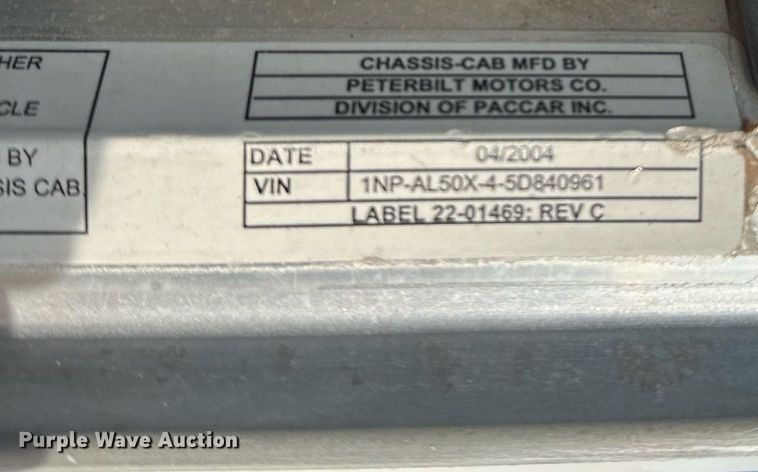 HER
CLE
BY
SIS CAB.
CHASSIS-CAB MFD BY
PETERBILT MOTORS CO.
DIVISION OF PACCAR INC.
DATE 04/2004
VIN 1NP-AL50X-4-5D840961
LABEL 22-01469: REV C
Purple Wave Auction